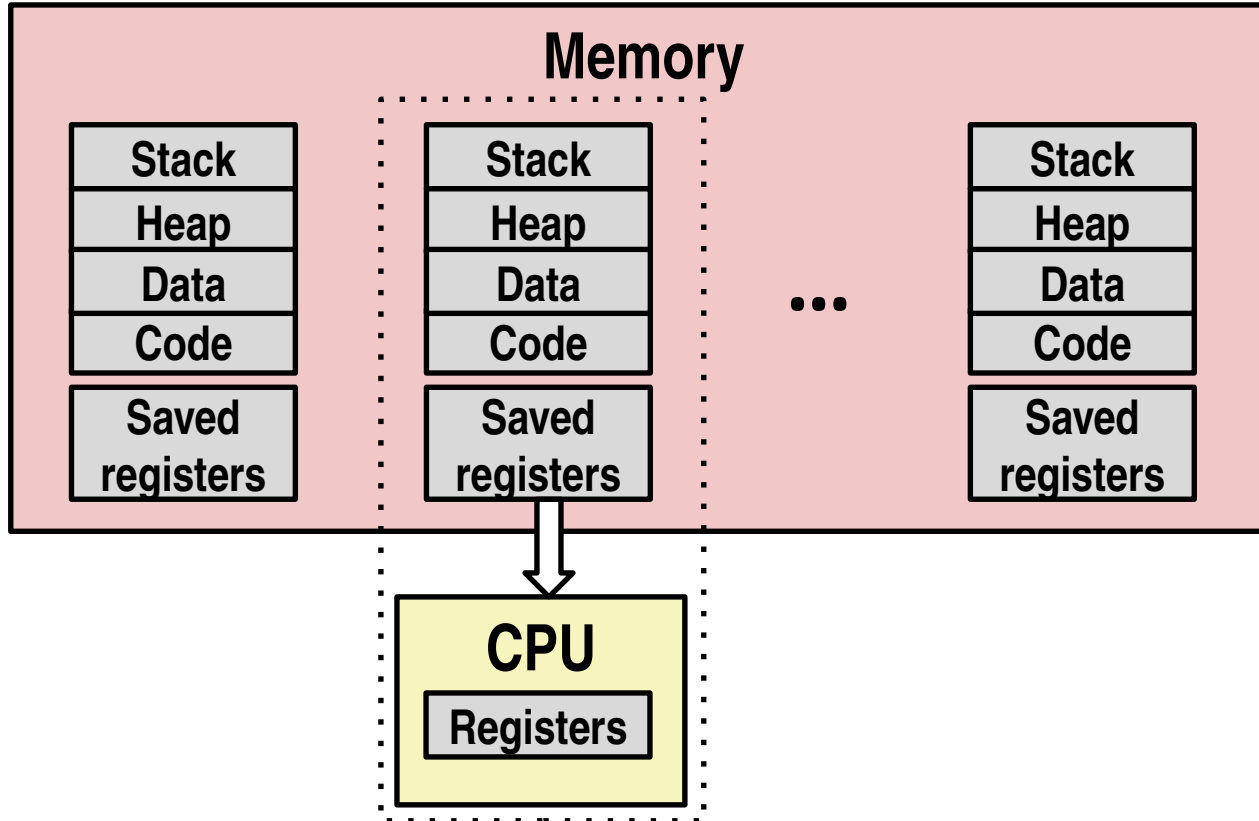 Memory
Stack
Heap
Data
Code
Saved
registers
Stack
Heap
Data
Code
Saved
registers
...
Stack
Heap
Data
Code
Saved
registers
CPU
Registers